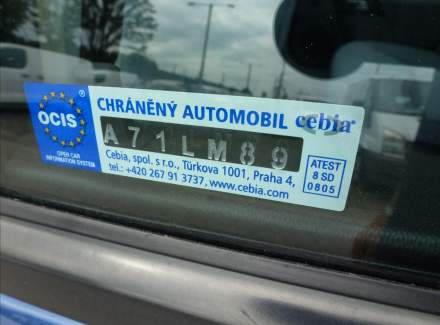 OCIS®
OPEN CAR
INFORMATION SYSTEM
CHRÁNĚNÝ AUTOMOBIL cebia®
A71LM89
Cebia, spol. s r.o., Türkova 1001, Praha 4,
tel.: +420 267 91 3737, www.cebia.com
ATEST
8 SD
0805